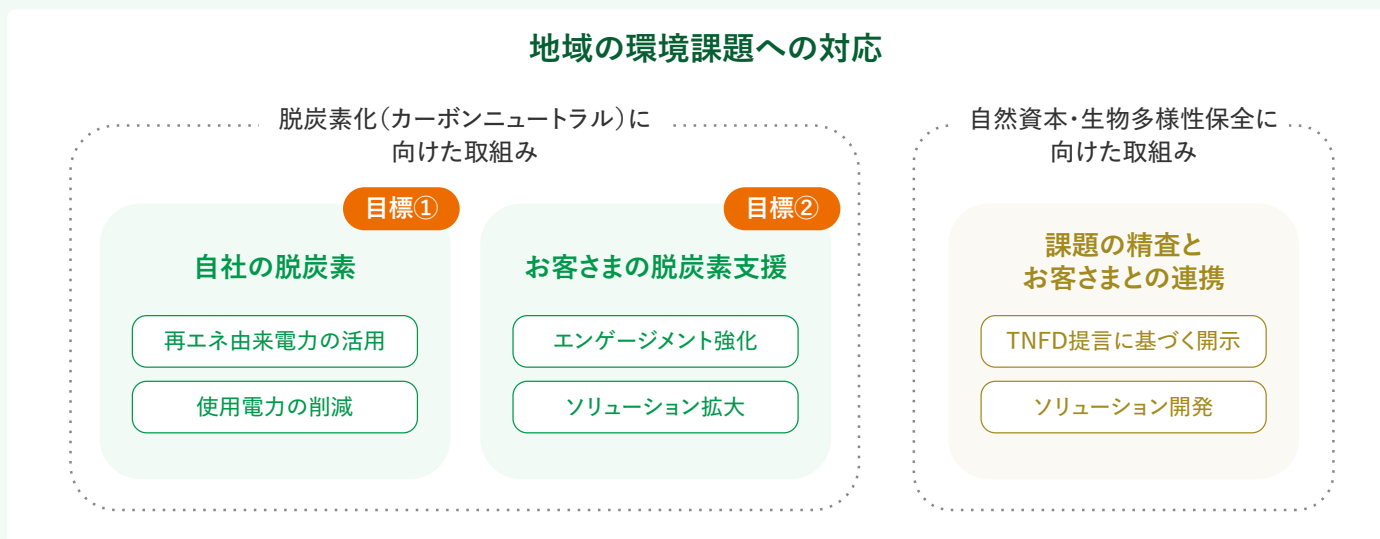 地域の環境課題への対応
脱炭素化（カーボンニュートラル）に
向けた取組み
目標①
自社の脱炭素
再エネ由来電力の活用
使用電力の削減
目標②
お客さまの脱炭素支援
エンゲージメント強化
ソリューション拡大
自然資本・生物多様性保全に
向けた取組み
課題の精査と
お客さまとの連携
TNFD提言に基づく開示
ソリューション開発